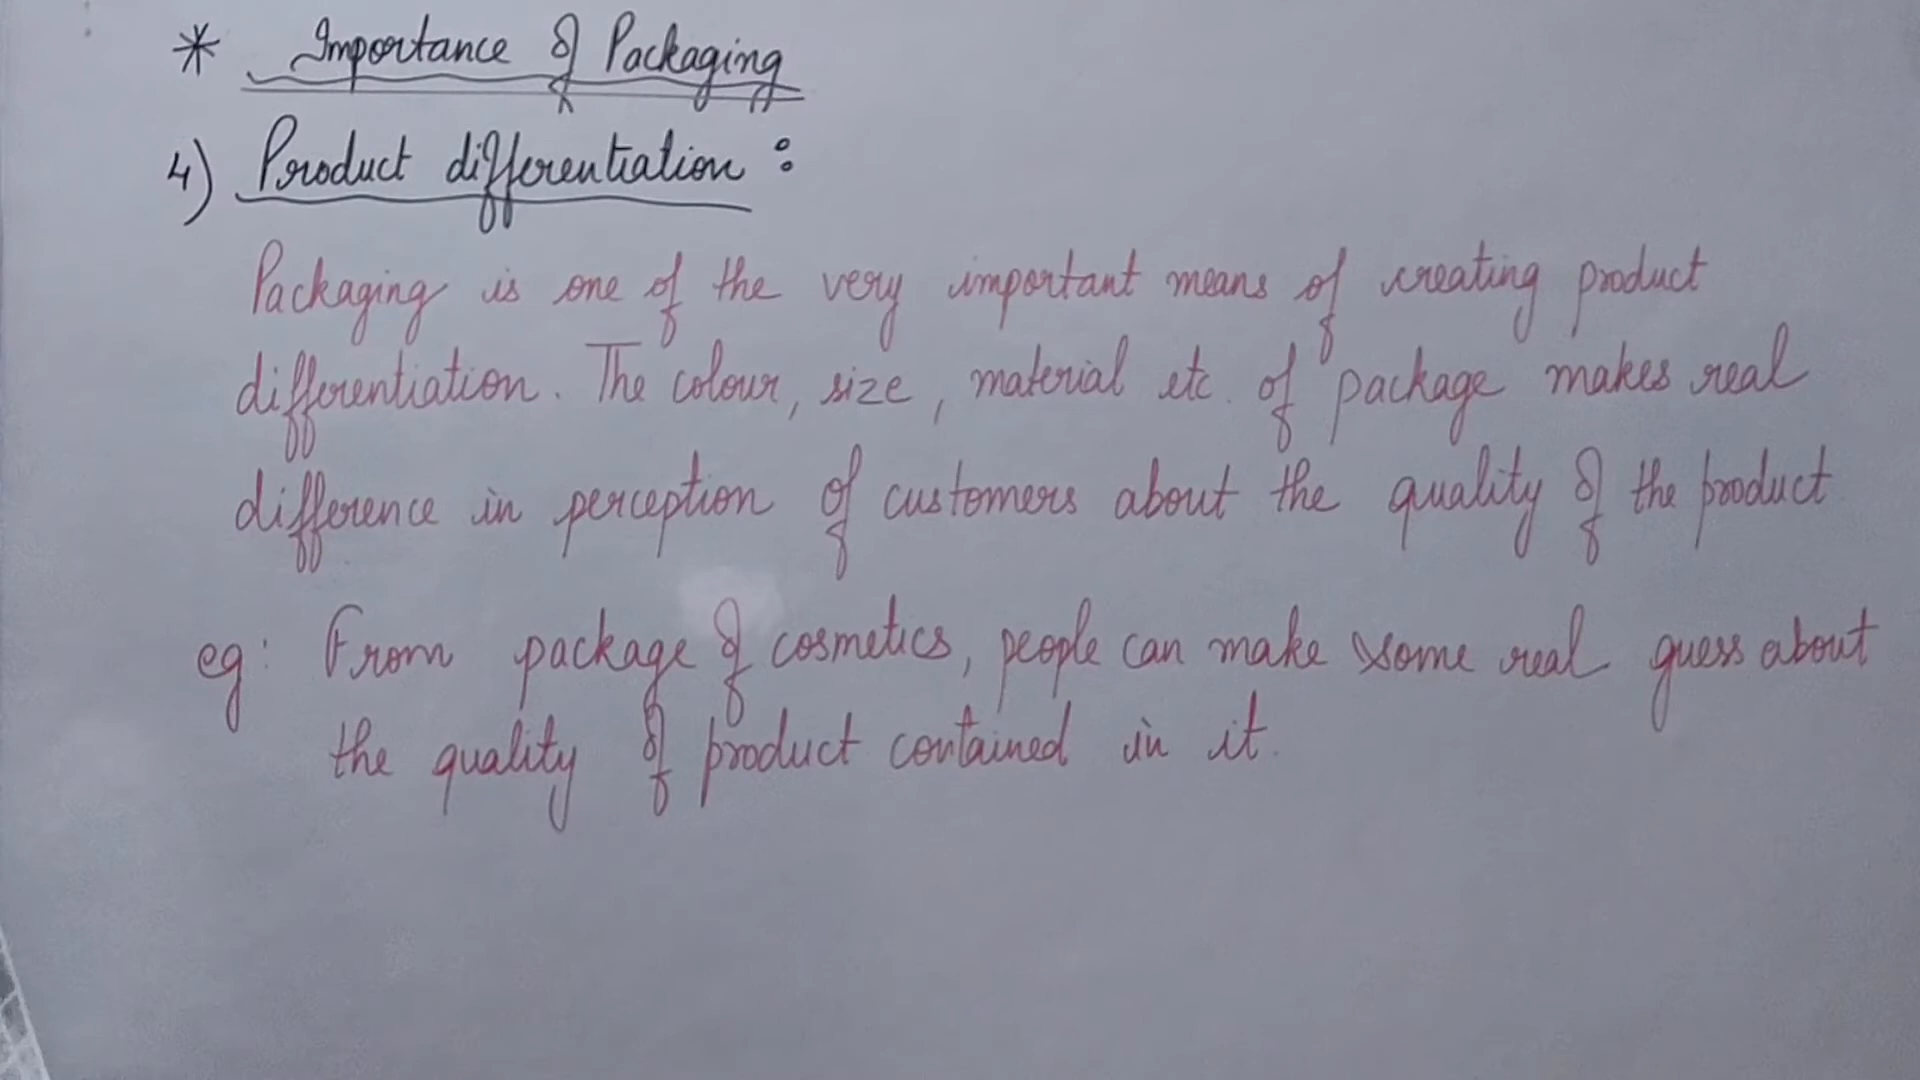 * Importance of Packaging
4) Product differentiation :
Packaging is one of the very important means of creating product
differentiation. The colour, size, material etc. of package makes real
difference in perception of customers about the quality of the product
eg: From package of cosmetics, people can make some real guess about
the quality of product contained in it.